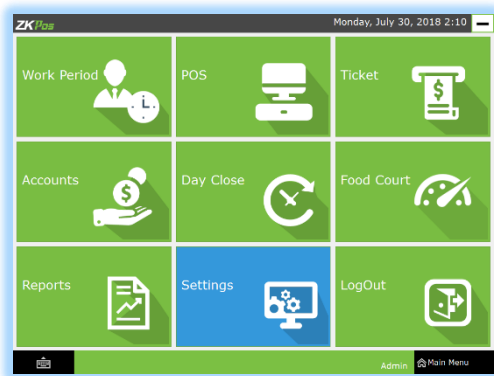 ZKPos
Monday, July 30, 2018 2:10
Work Period
POS
Ticket
$
Accounts
$
Day Close
Food Court
Reports
Settings
LogOut
Admin
Main Menu